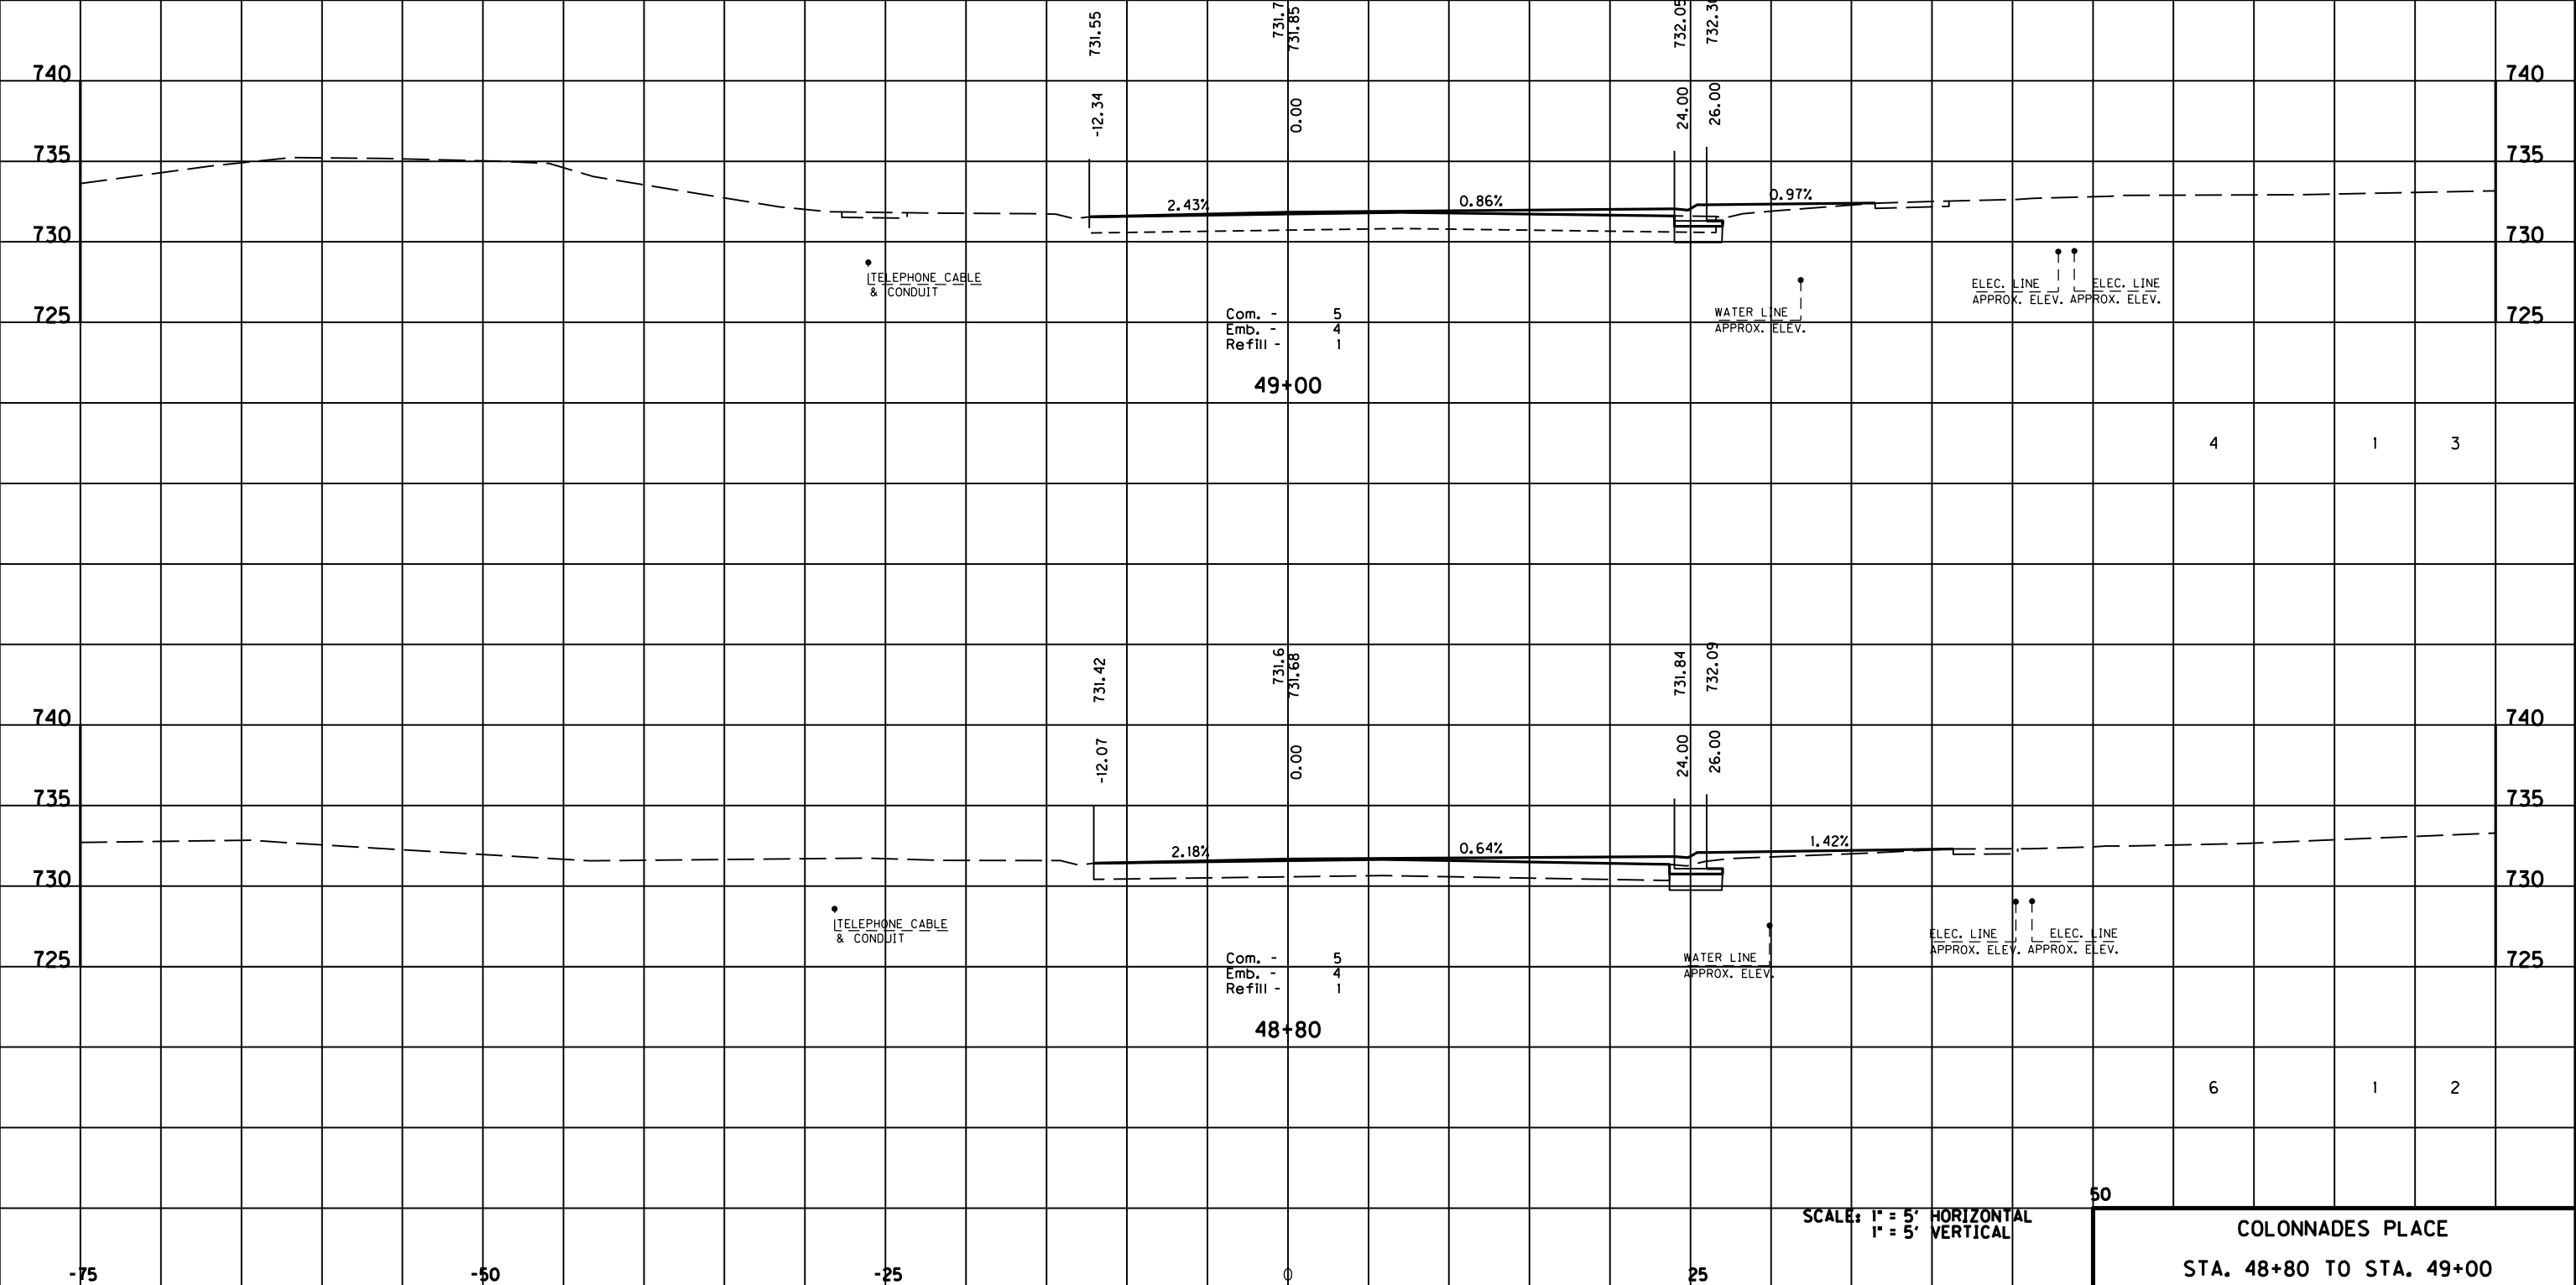 731.55
731.85
732.05
740
740
-12.34
0.00
24.00
26.00
735
735
2.43%
0.86%
0.97%
730
730
TELEPHONE CABLE
& CONDUIT
ELEC. LINE
APPROX. ELEV.
ELEC. LINE
APPROX. ELEV.
WATER LINE
APPROX. ELEV.
725
725
Com. - 5
Emb. - 4
Refill - 1
49+00
4 1 3
731.42
731.6
731.68
731.84
732.09
740
740
-12.07
0.00
24.00
26.00
735
735
2.18%
0.64%
1.42%
730
730
TELEPHONE CABLE
& CONDUIT
ELEC. LINE
APPROX. ELEV.
ELEC. LINE
APPROX. ELEV.
WATER LINE
APPROX. ELEV.
725
725
Com. - 5
Emb. - 4
Refill - 1
48+80
6 1 2
50
SCALE: 1" = 5' HORIZONTAL
1" = 5' VERTICAL
COLONNADES PLACE
STA. 48+80 TO STA. 49+00
-75 -50 -25 0 25